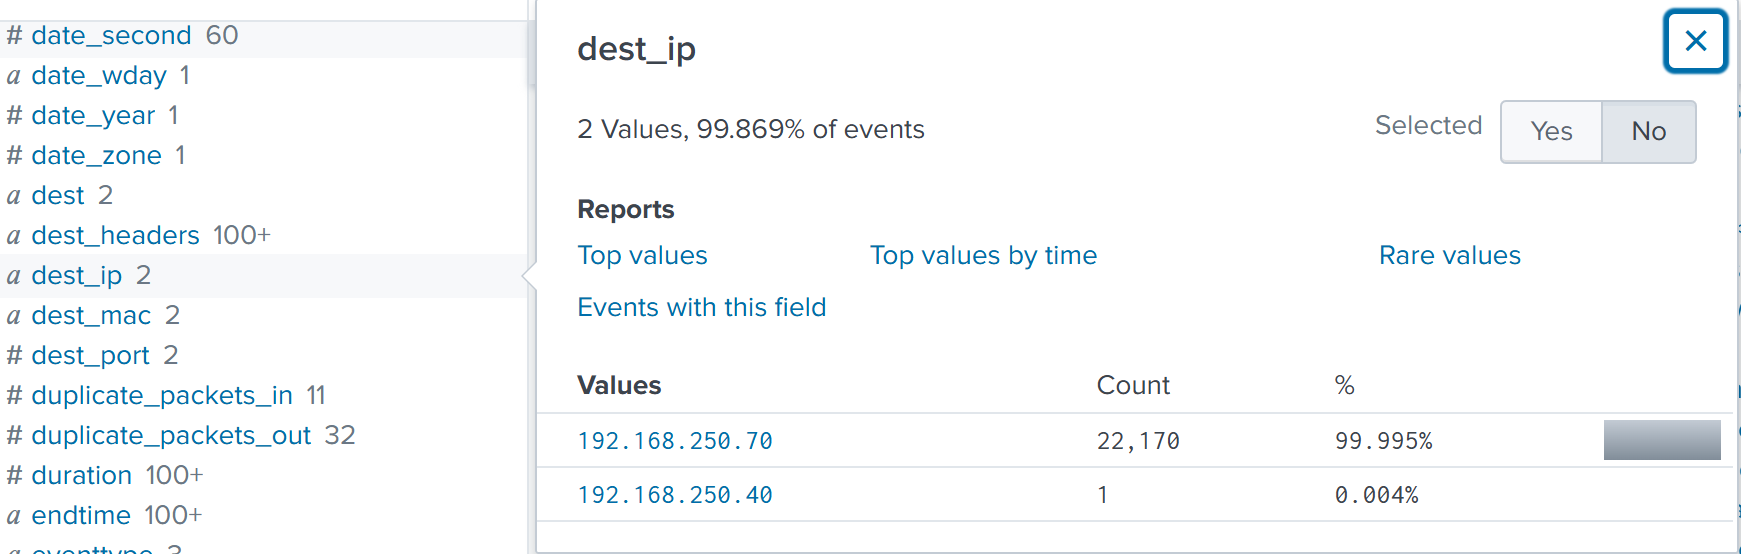 # date_second 60
a date_wday 1
# date_year 1
# date_zone 1
a dest 2
a dest_headers 100+
a dest_ip 2
a dest_mac 2
# dest_port 2
# duplicate_packets_in 11
# duplicate_packets_out 32
# duration 100+
a endtime 100+
a eventtype 3
dest_ip
2 Values, 99.869% of events
Selected Yes No
Reports
Top values Top values by time Rare values
Events with this field
Values Count %
192.168.250.70 22,170 99.995%
192.168.250.40 1 0.004%